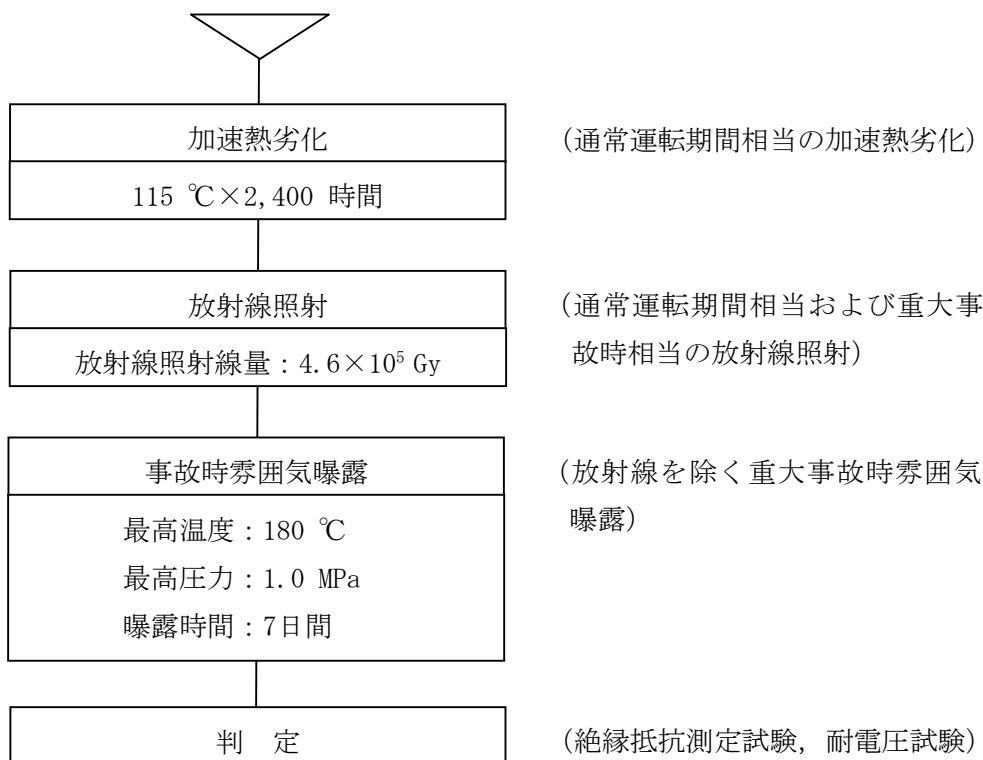 加速熱劣化
(通常運転期間相当の加速熱劣化)
115 ℃×2,400 時間
放射線照射
(通常運転期間相当および重大事
故時相当の放射線照射)
放射線照射線量：4.6×10⁵ Gy
事故時雰囲気曝露
(放射線を除く重大事故時雰囲気
曝露)
最高温度：180 ℃
最高圧力：1.0 MPa
曝露時間：7日間
判　定
(絶縁抵抗測定試験，耐電圧試験)